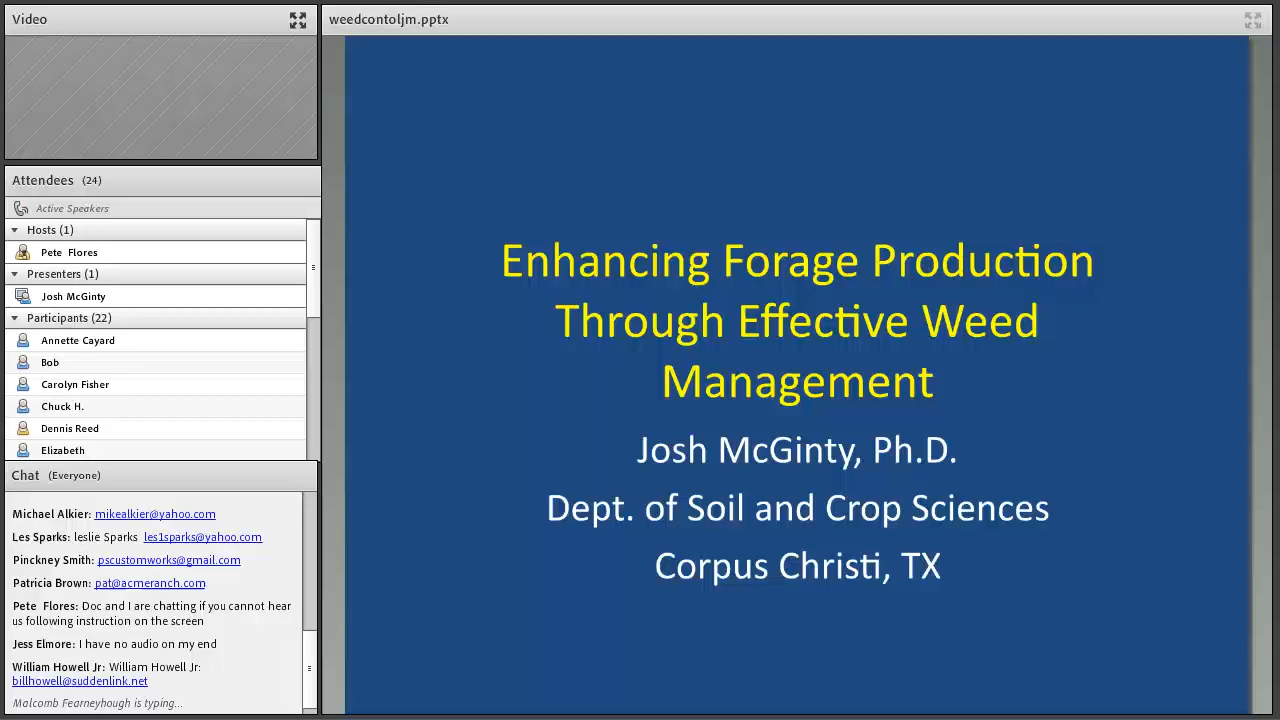 Video
weedcontoljm.pptx
Attendees (24)
Active Speakers
Hosts (1)
Pete Flores
Presenters (1)
Josh McGinty
Participants (22)
Annette Cayard
Bob
Carolyn Fisher
Chuck H.
Dennis Reed
Elizabeth
Chat (Everyone)
Michael Alkier: mikealkier@yahoo.com
Les Sparks: leslie Sparks les1sparks@yahoo.com
Pinckney Smith: pscustomworks@gmail.com
Patricia Brown: pat@acmeranch.com
Pete Flores: Doc and I are chatting if you cannot hear
us following instruction on the screen
Jess Elmore: I have no audio on my end
William Howell Jr: William Howell Jr:
billhowell@suddenlink.net
Malcomb Fearneyhough is typing...
Enhancing Forage Production
Through Effective Weed
Management
Josh McGinty, Ph.D.
Dept. of Soil and Crop Sciences
Corpus Christi, TX